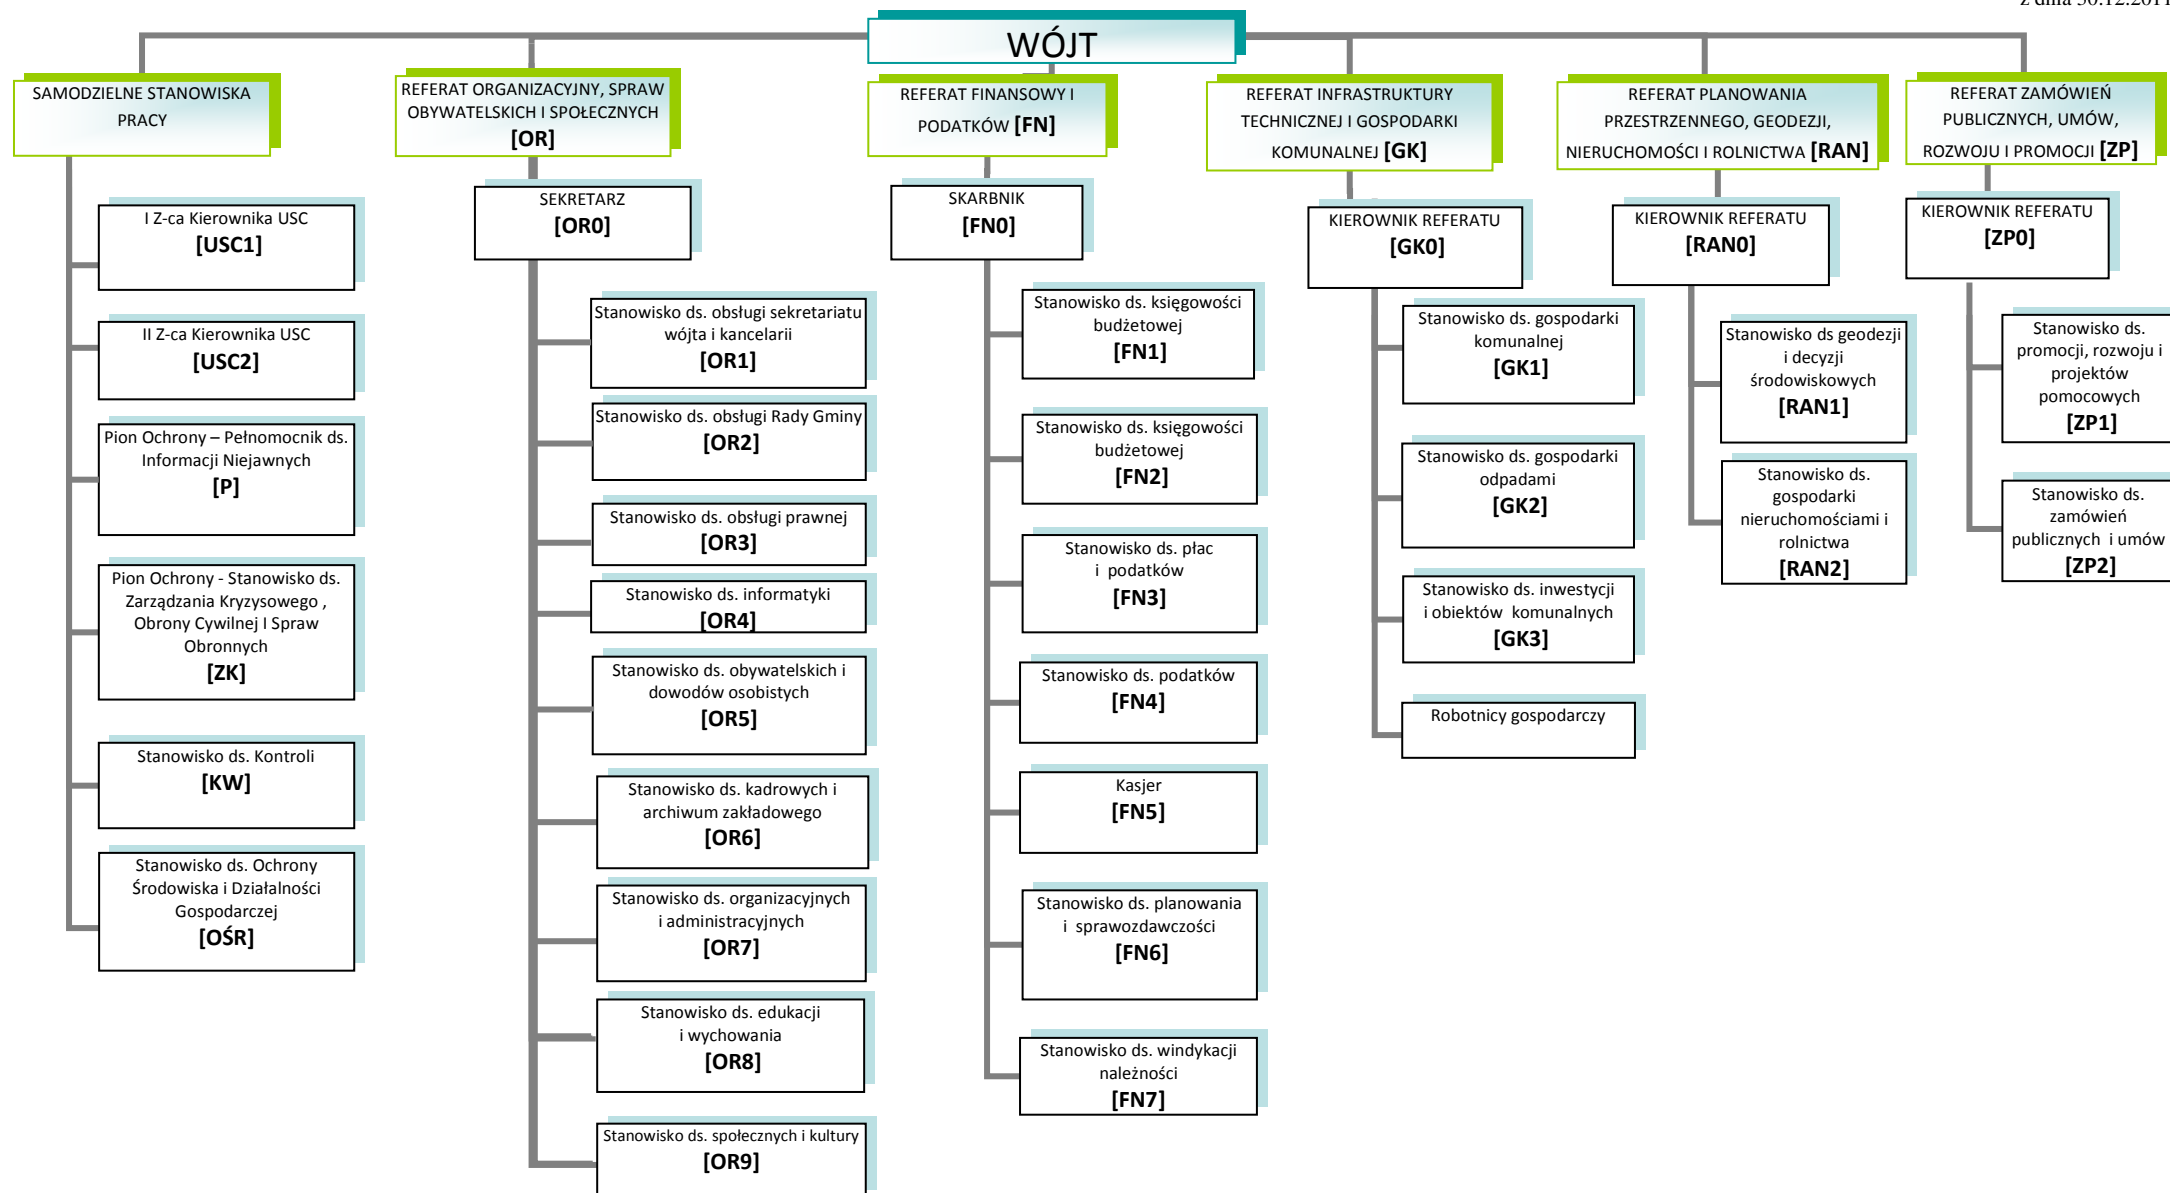 z dnia 30.12.2011
WÓJT
SAMODZIELNE STANOWISKA
PRACY
I Z-ca Kierownika USC
[USC1]
II Z-ca Kierownika USC
[USC2]
Pion Ochrony – Pełnomocnik ds.
Informacji Niejawnych
[P]
Pion Ochrony - Stanowisko ds.
Zarządzania Kryzysowego ,
Obrony Cywilnej I Spraw
Obronnych
[ZK]
Stanowisko ds. Kontroli
[KW]
Stanowisko ds. Ochrony
Środowiska i Działalności
Gospodarczej
[OŚR]
REFERAT ORGANIZACYJNY, SPRAW
OBYWATELSKICH I SPOŁECZNYCH
[OR]
SEKRETARZ
[OR0]
Stanowisko ds. obsługi sekretariatu
wójta i kancelarii
[OR1]
Stanowisko ds. obsługi Rady Gminy
[OR2]
Stanowisko ds. obsługi prawnej
[OR3]
Stanowisko ds. informatyki
[OR4]
Stanowisko ds. obywatelskich i
dowodów osobistych
[OR5]
Stanowisko ds. kadrowych i
archiwum zakładowego
[OR6]
Stanowisko ds. organizacyjnych
i administracyjnych
[OR7]
Stanowisko ds. edukacji
i wychowania
[OR8]
Stanowisko ds. społecznych i kultury
[OR9]
REFERAT FINANSOWY I
PODATKÓW [FN]
SKARBNIK
[FN0]
Stanowisko ds. księgowości
budżetowej
[FN1]
Stanowisko ds. księgowości
budżetowej
[FN2]
Stanowisko ds. płac
i podatków
[FN3]
Stanowisko ds. podatków
[FN4]
Kasjer
[FN5]
Stanowisko ds. planowania
i sprawozdawczości
[FN6]
Stanowisko ds. windykacji
należności
[FN7]
REFERAT INFRASTRUKTURY
TECHNICZNEJ I GOSPODARKI
KOMUNALNEJ [GK]
KIEROWNIK REFERATU
[GK0]
Stanowisko ds. gospodarki
komunalnej
[GK1]
Stanowisko ds. gospodarki
odpadami
[GK2]
Stanowisko ds. inwestycji
i obiektów komunalnych
[GK3]
Robotnicy gospodarczy
REFERAT PLANOWANIA
PRZESTRZENNEGO, GEODEZJI,
NIERUCHOMOŚCI I ROLNICTWA [RAN]
KIEROWNIK REFERATU
[RAN0]
Stanowisko ds geodezji
i decyzji
środowiskowych
[RAN1]
Stanowisko ds.
gospodarki
nieruchomościami i
rolnictwa
[RAN2]
REFERAT ZAMÓWIEŃ
PUBLICZNYCH, UMÓW,
ROZWOJU I PROMOCJI [ZP]
KIEROWNIK REFERATU
[ZP0]
Stanowisko ds.
promocji, rozwoju i
projektów
pomocowych
[ZP1]
Stanowisko ds.
zamówień
publicznych i umów
[ZP2]